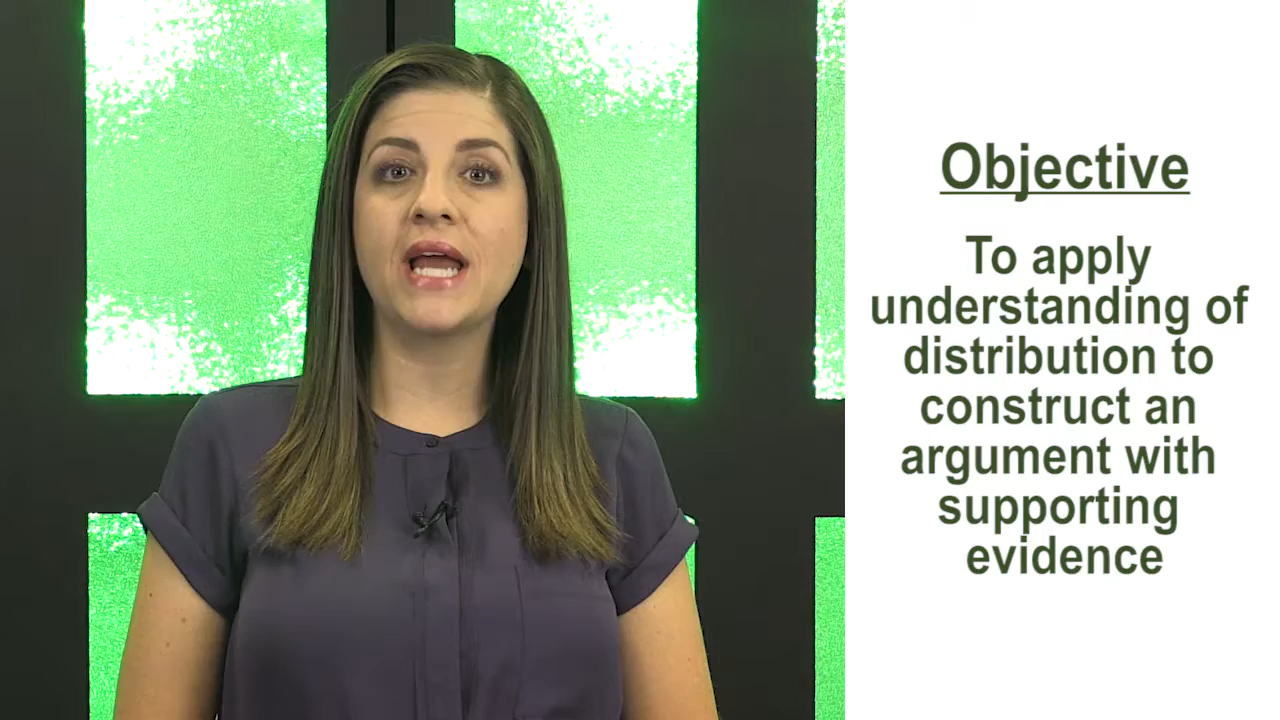 Objective
To apply
understanding of
distribution to
construct an
argument with
supporting
evidence